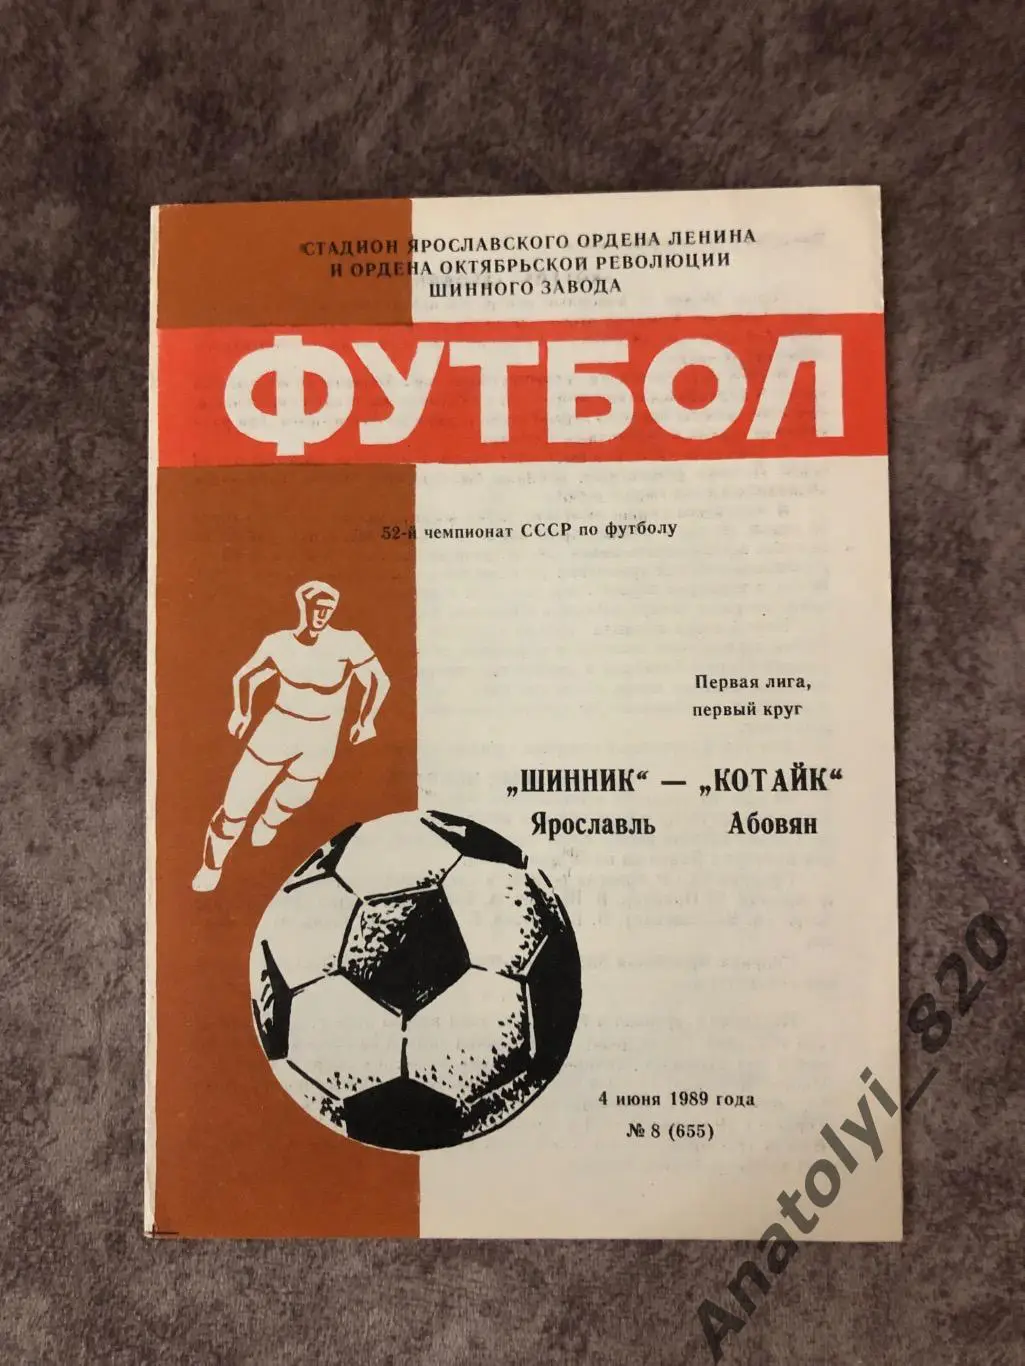 СТАДИОН ЯРОСЛАВСКОГО ОРДЕНА ЛЕНИНА
И ОРДЕНА ОКТЯБРЬСКОЙ РЕВОЛЮЦИИ
ШИННОГО ЗАВОДА
ФУТБОЛ
52-й чемпионат СССР по футболу
Первая лига,
первый круг
„ШИННИК“ — „КОТАЙК“
Ярославль Абовян
4 июня 1989 года
№ 8 (655)
Anatolyi_820